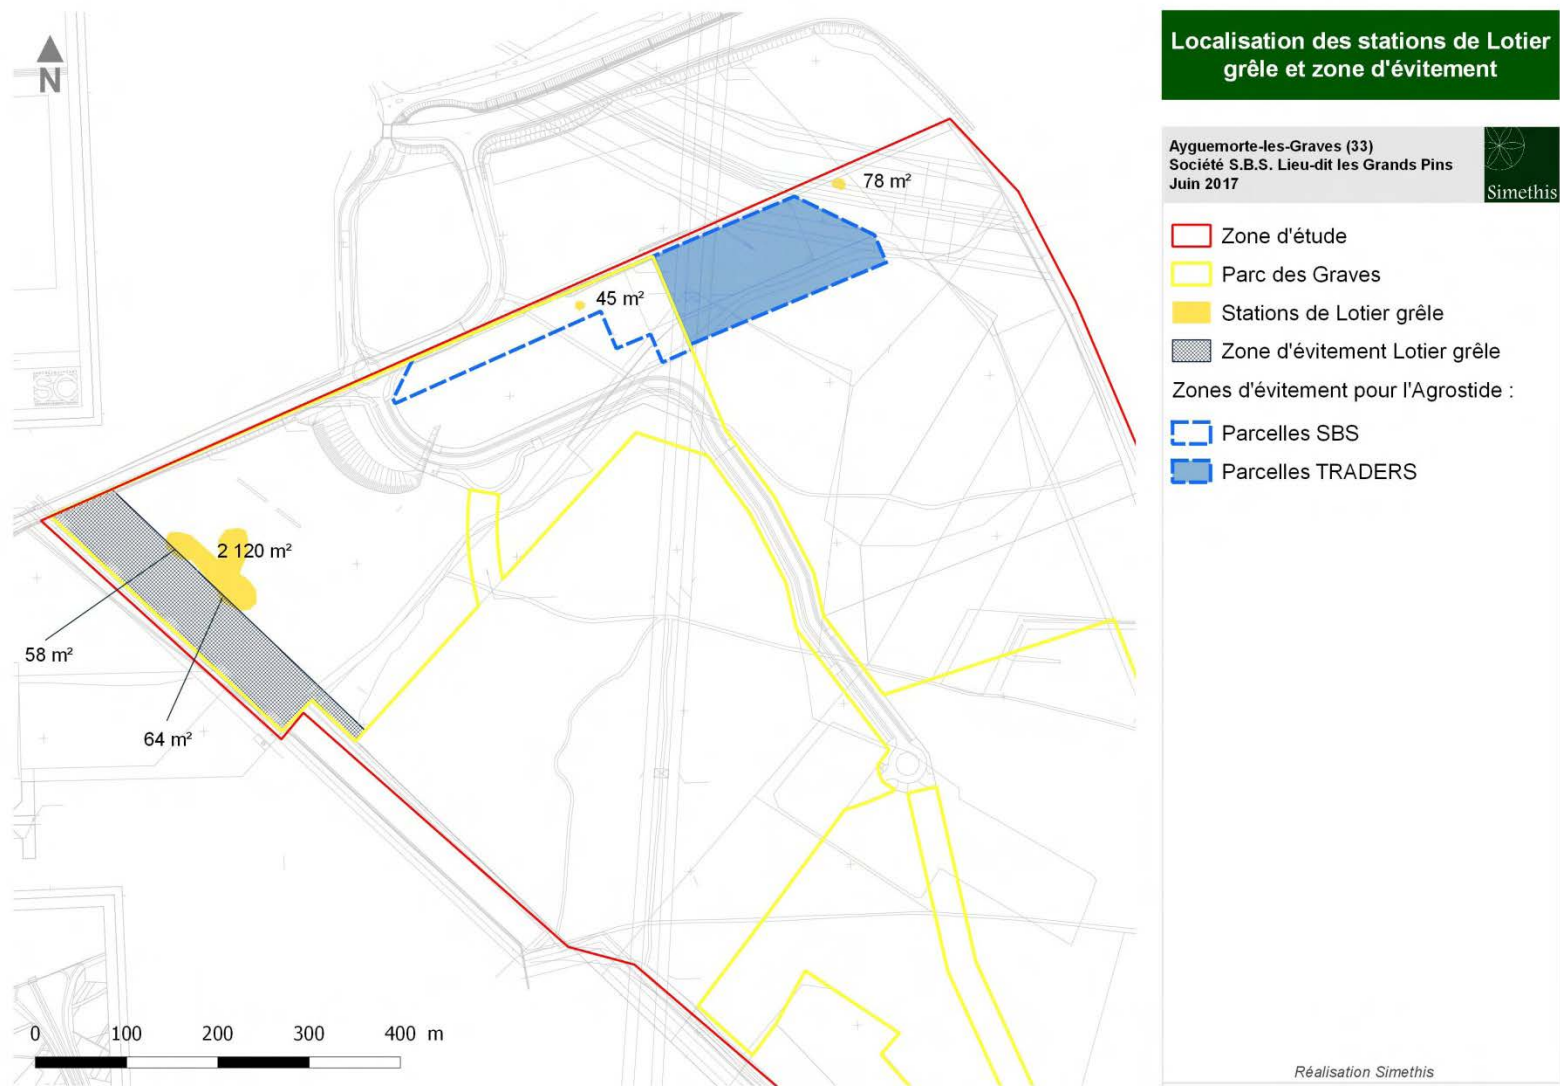 Localisation des stations de Lotier
grêle et zone d'évitement
Ayguemorte-les-Graves (33)
Société S.B.S. Lieu-dit les Grands Pins
Juin 2017
Simethis
Zone d'étude
Parc des Graves
Stations de Lotier grêle
Zone d'évitement Lotier grêle
Zones d'évitement pour l'Agrostide :
Parcelles SBS
Parcelles TRADERS
N
78 m²
45 m²
2 120 m²
58 m²
64 m²
0 100 200 300 400 m
Réalisation Simethis